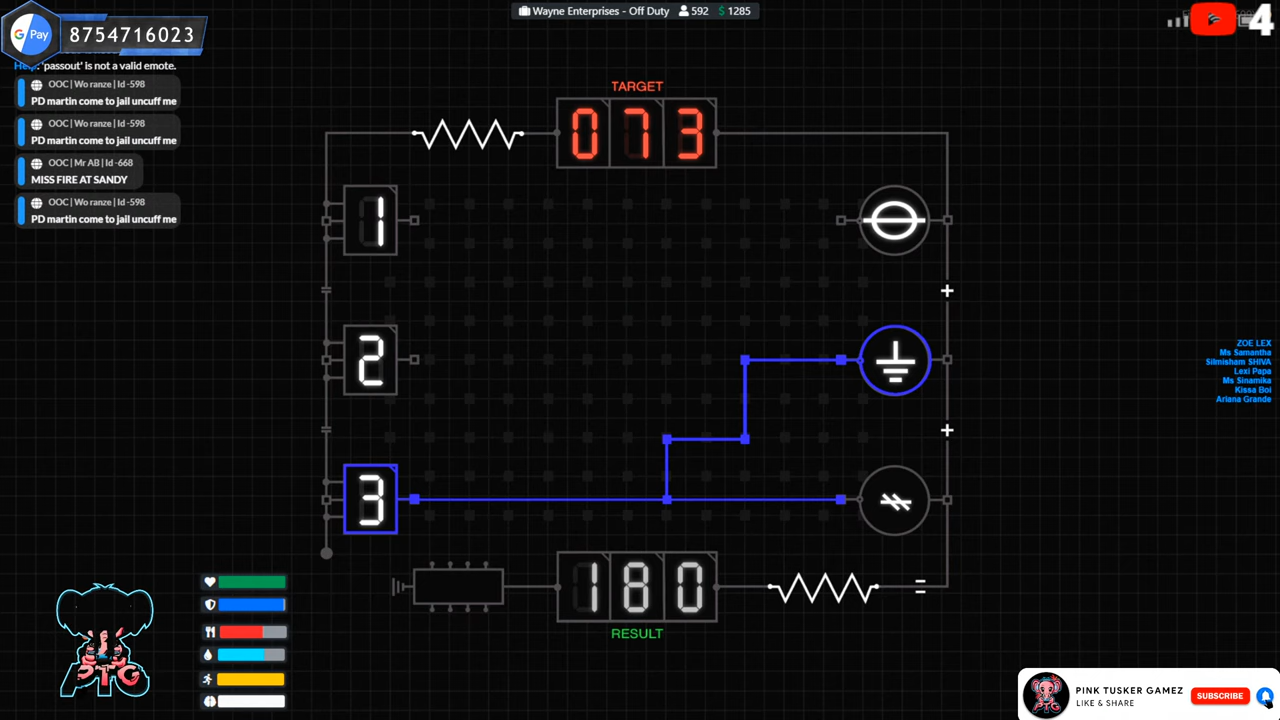 Wayne Enterprises - Off Duty 592 $ 1285
G Pay 8754716023
4
Help: 'passout' is not a valid emote.
OOC | Wo ranze | Id -598
PD martin come to jail uncuff me
OOC | Wo ranze | Id -598
PD martin come to jail uncuff me
OOC | Mr AB | Id -668
MISS FIRE AT SANDY
OOC | Wo ranze | Id -598
PD martin come to jail uncuff me
TARGET
073
1
2
3
+
+
=
180
RESULT
ZOE LEX
Ms Samantha
Silmisham SHIVA
Lexi Papa
Ms Sinamika
Kissa Boi
Ariana Grande
PTG
PTG
PINK TUSKER GAMEZ
LIKE & SHARE
SUBSCRIBE